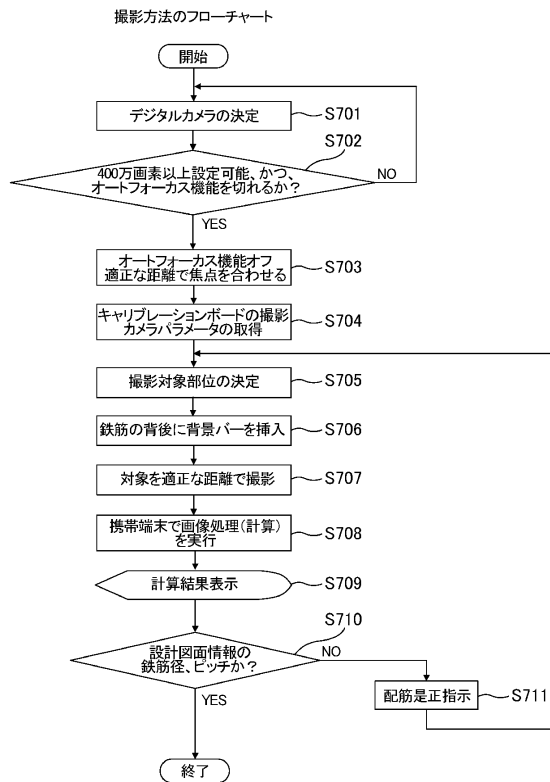 撮影方法のフローチャート
開始
デジタルカメラの決定
S701
S702
400万画素以上設定可能、かつ、
オートフォーカス機能を切れるか？
NO
YES
オートフォーカス機能オフ
適正な距離で焦点を合わせる
S703
キャリブレーションボードの撮影
カメラパラメータの取得
S704
撮影対象部位の決定
S705
鉄筋の背後に背景バーを挿入
S706
対象を適正な距離で撮影
S707
携帯端末で画像処理(計算)
を実行
S708
計算結果表示
S709
S710
設計図面情報の
鉄筋径、ピッチか？
NO
YES
配筋是正指示
S711
終了